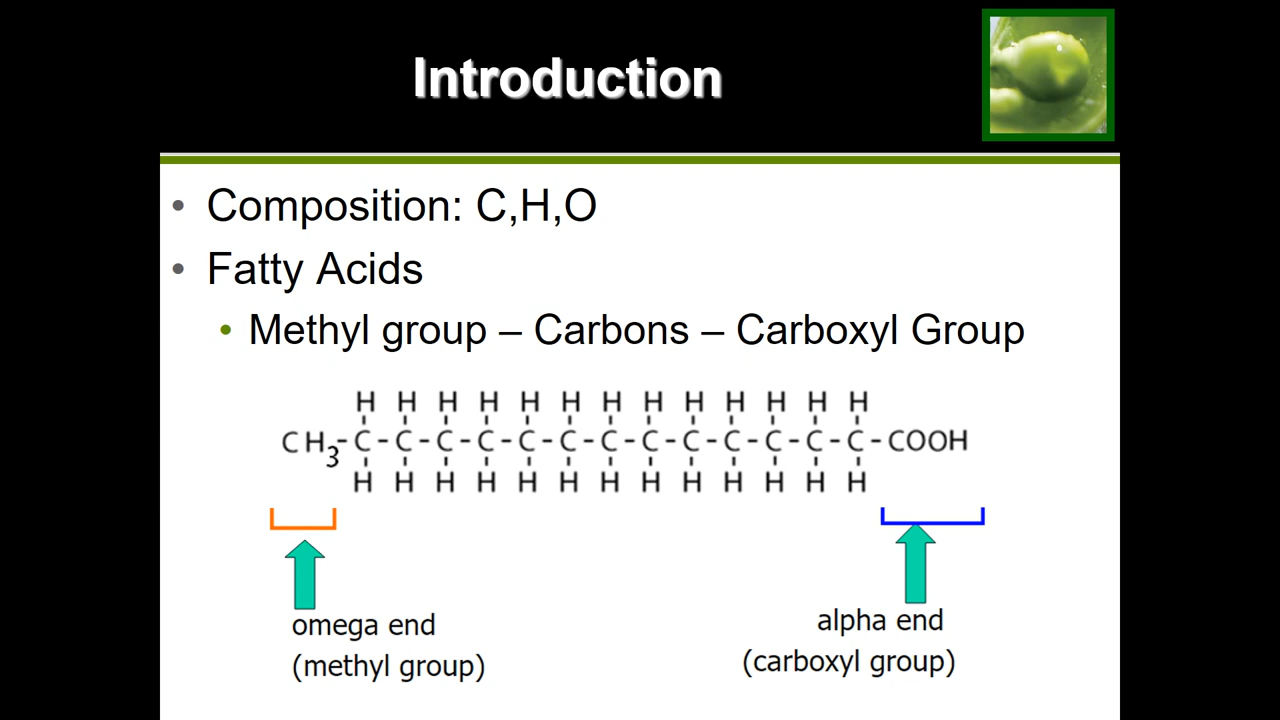 Introduction
• Composition: C,H,O
• Fatty Acids
• Methyl group – Carbons – Carboxyl Group
H H H H H H H H H H H H H
CH3-C-C-C-C-C-C-C-C-C-C-C-C-C-COOH
H H H H H H H H H H H H H
omega end
(methyl group)
alpha end
(carboxyl group)